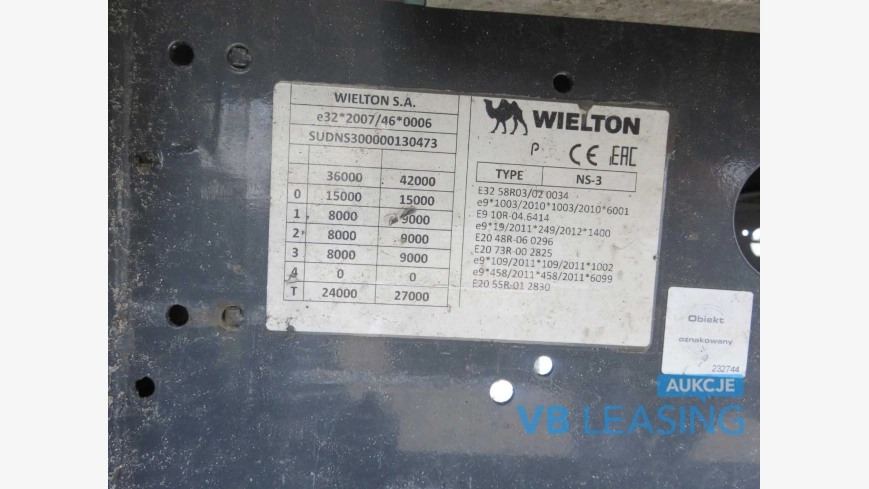 WIELTON S.A.
e32*2007/46*0006
SUDNS300000130473
36000 42000
0 15000 15000
1 8000 9000
2 8000 9000
3 8000 9000
4 0 0
T 24000 27000
WIELTON
P CE EAC
TYPE NS-3
E32 58R03/02 0034
e9*1003/2010*1003/2010*6001
E9 10R-04.6414
e9*19/2011*249/2012*1400
E20 48R-06 0296
E20 73R-00 2825
e9*109/2011*109/2011*1002
e9*458/2011*458/2011*6099
E20 55R-01 2830
Obiekt
oznakowany
232744
AUKCJE
VB LEASING